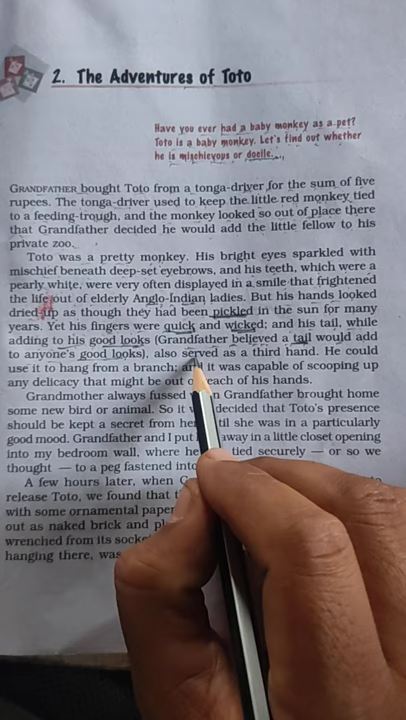 2. The Adventures of Toto
Have you ever had a baby monkey as a pet?
Toto is a baby monkey. Let's find out whether
he is mischievous or docile.
GRANDFATHER bought Toto from a tonga-driver for the sum of five
rupees. The tonga-driver used to keep the little red monkey tied
to a feeding-trough, and the monkey looked so out of place there
that Grandfather decided he would add the little fellow to his
private zoo.
Toto was a pretty monkey. His bright eyes sparkled with
mischief beneath deep-set eyebrows, and his teeth, which were a
pearly white, were very often displayed in a smile that frightened
the life out of elderly Anglo-Indian ladies. But his hands looked
dried-up as though they had been pickled in the sun for many
years. Yet his fingers were quick and wicked; and his tail, while
adding to his good looks (Grandfather believed a tail would add
to anyone's good looks), also served as a third hand. He could
use it to hang from a branch; it was capable of scooping up
any delicacy that might be out reach of his hands.
Grandmother always fussed Grandfather brought home
some new bird or animal. So it decided that Toto's presence
should be kept a secret from she was in a particularly
good mood. Grandfather and I put away in a little closet opening
into my bedroom wall, where he tied securely — or so we
thought — to a peg fastened into
A few hours later, when to
release Toto, we found that
with some ornamental paper
out as naked brick and
wrenched from its
hanging there, was